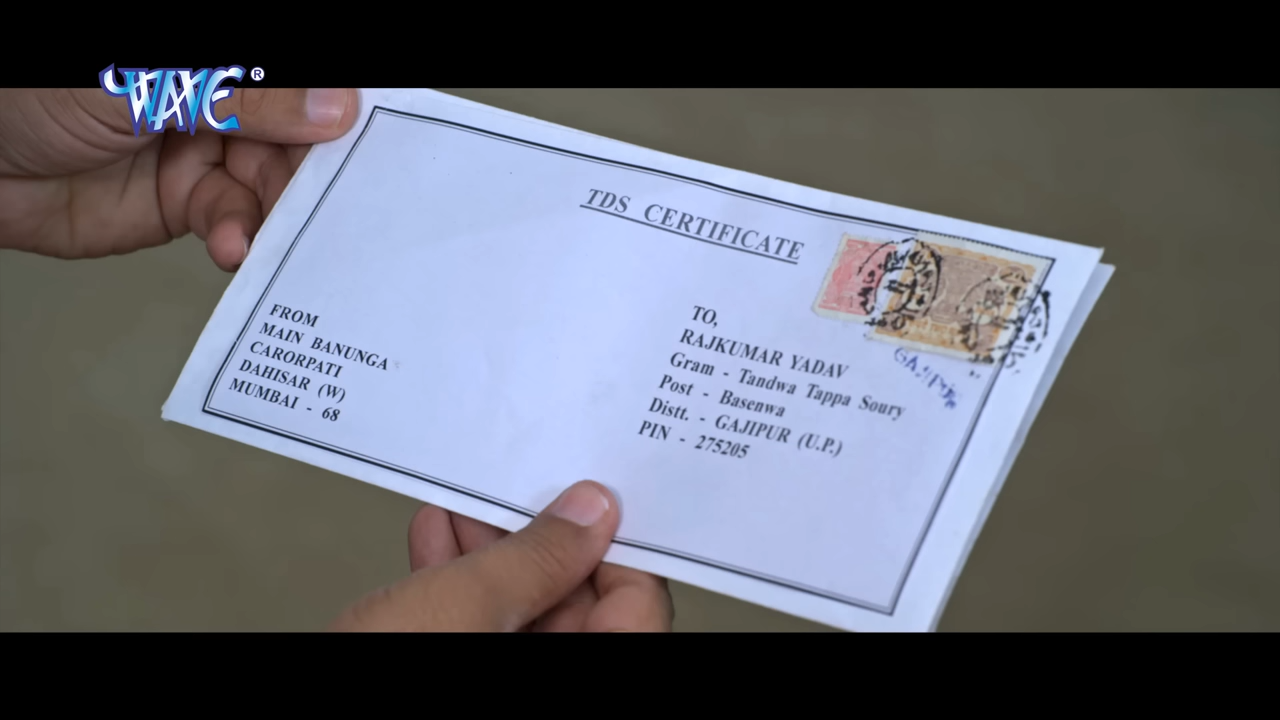 WAVE ®
TDS CERTIFICATE
FROM
MAIN BANUNGA
CARORPATI
DAHISAR (W)
MUMBAI - 68
TO,
RAJKUMAR YADAV
Gram - Tandwa Tappa Soury
Post - Basenwa
Distt. - GAJIPUR (U.P.)
PIN - 275205